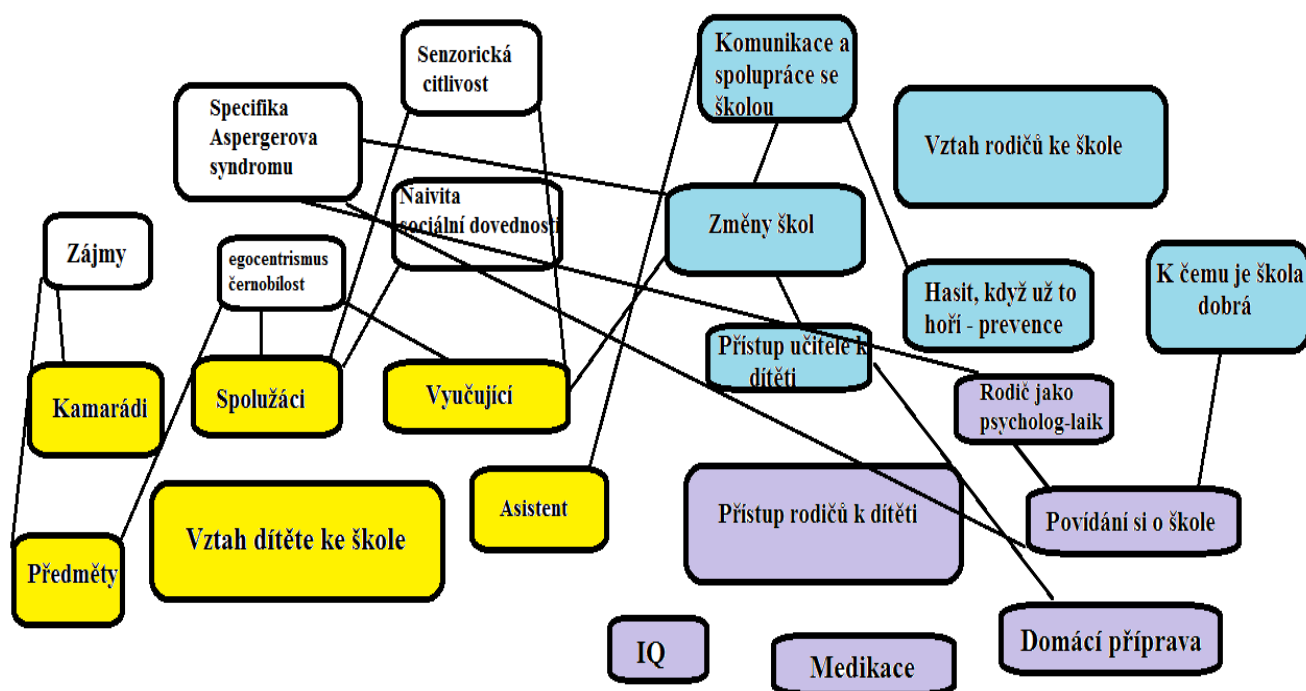 Senzorická
citlivost
Komunikace a
spolupráce se
školou
Specifika
Aspergerova
syndromu
Vztah rodičů ke škole
Naivita
sociální dovednosti
Změny škol
Zájmy
egocentrismus
černobílost
Hasit, když už to
hoří - prevence
K čemu je škola
dobrá
Přístup učitele k
dítěti
Kamarádi
Spolužáci
Vyučující
Rodič jako
psycholog-laik
Asistent
Přístup rodičů k dítěti
Povídání si o škole
Vztah dítěte ke škole
Předměty
IQ
Medikace
Domácí příprava